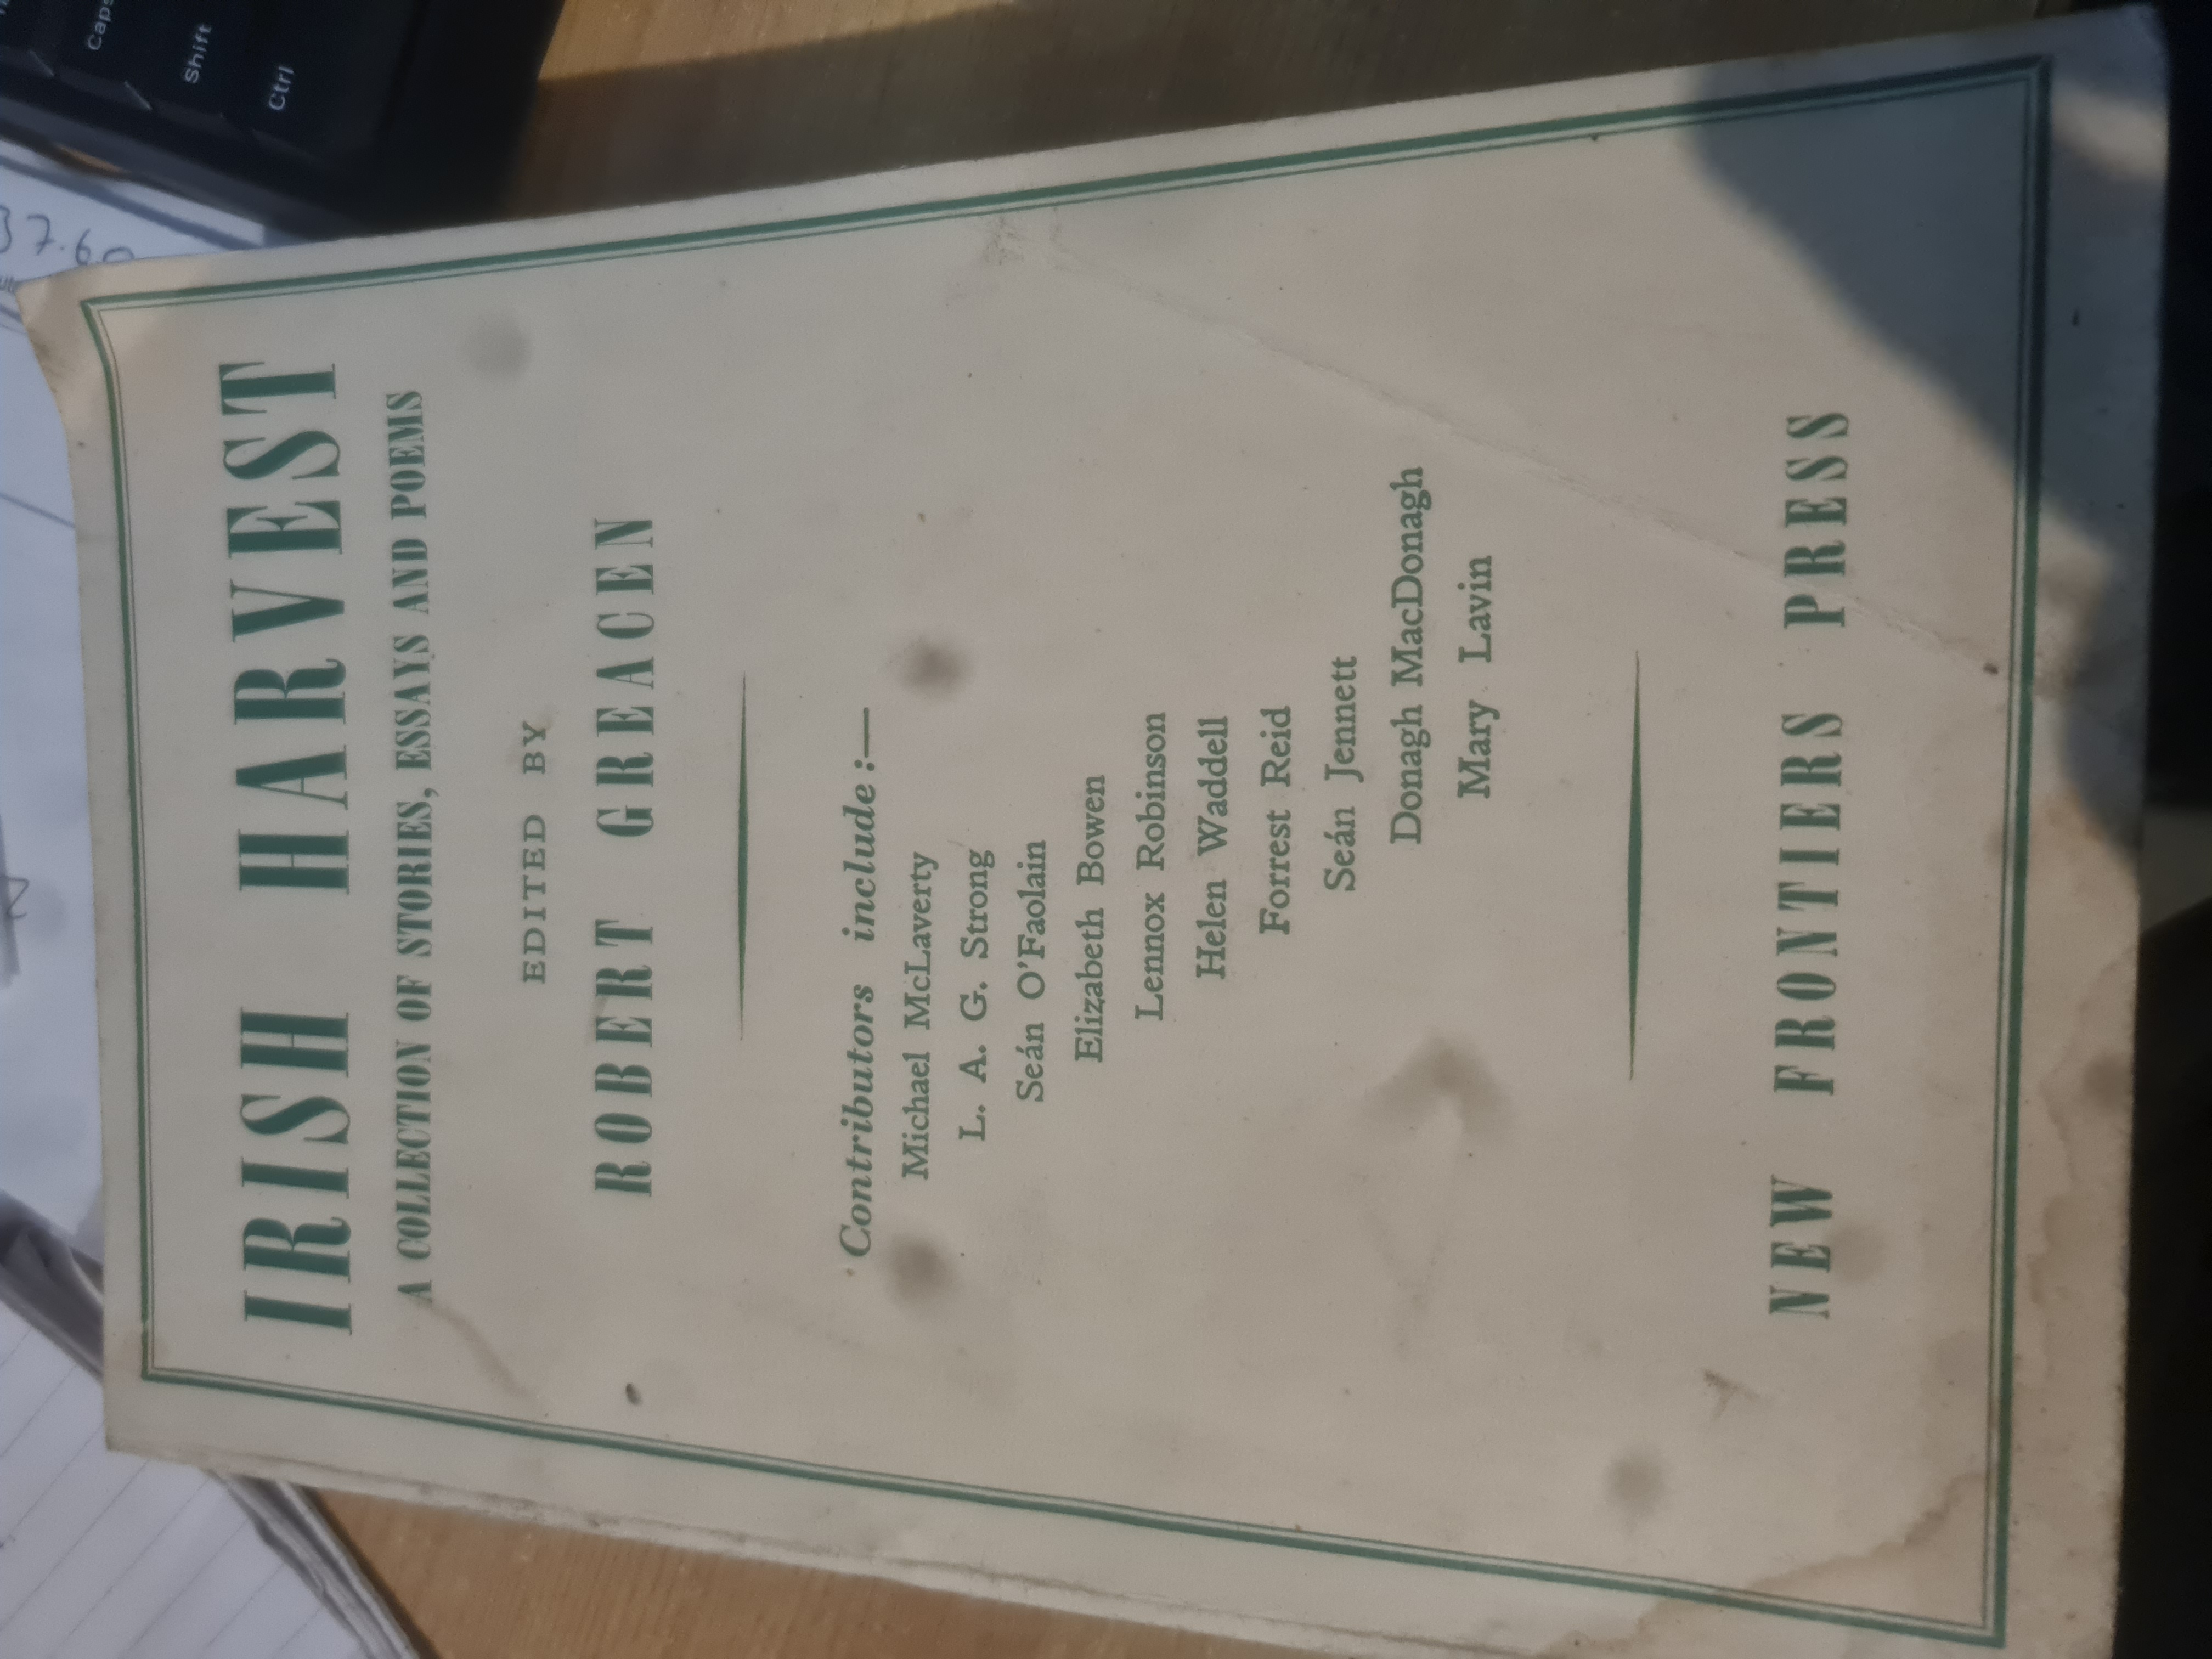 IRISH HARVEST
A COLLECTION OF STORIES, ESSAYS AND POEMS
EDITED BY
ROBERT GREACEN
Contributors include:—
Michael McLaverty
L. A. G. Strong
Seán O'Faolain
Elizabeth Bowen
Lennox Robinson
Helen Waddell
Forrest Reid
Seán Jennett
Donagh MacDonagh
Mary Lavin
NEW FRONTIERS PRESS
Caps
Shift
Ctrl
37.60